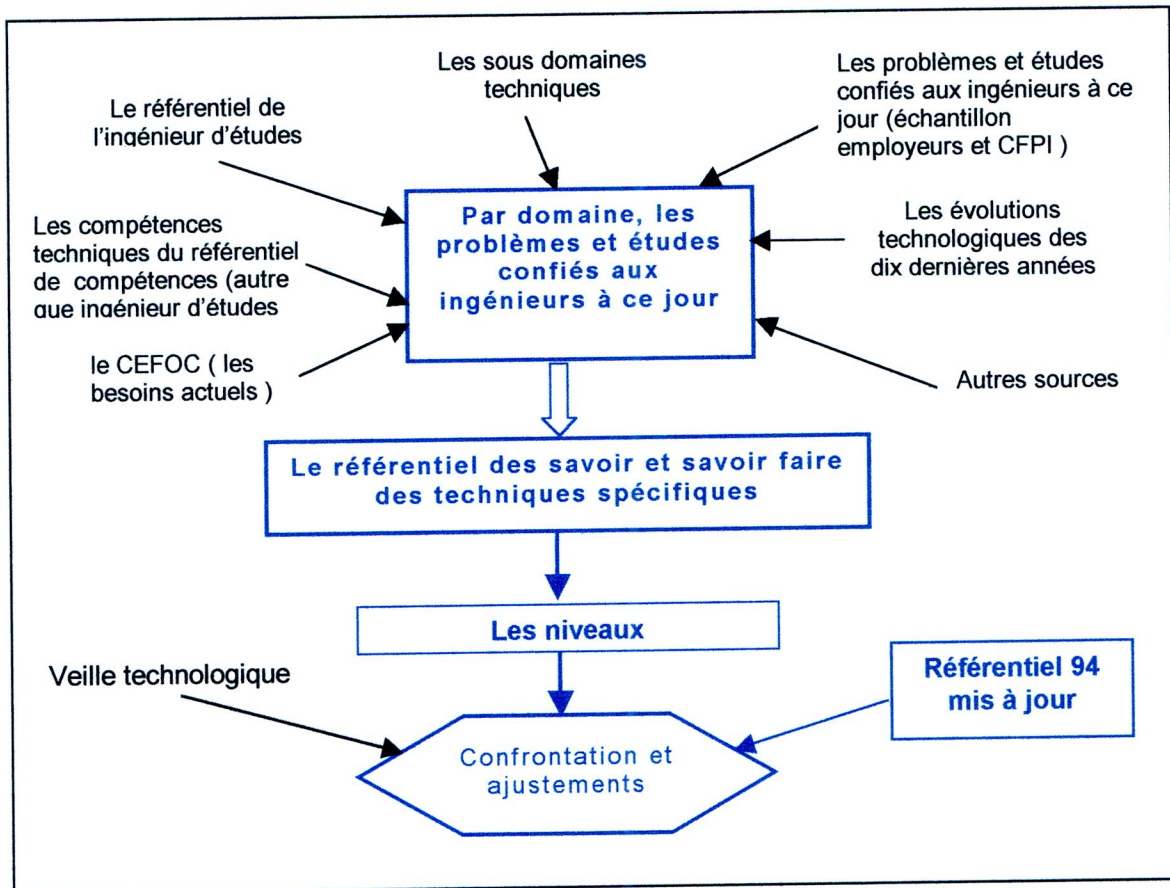 Les sous domaines
techniques
Les problèmes et études
confiés aux ingénieurs à ce
jour (échantillon
employeurs et CFPI )
Le référentiel de
l'ingénieur d'études
Par domaine, les
problèmes et études
confiés aux
ingénieurs à ce jour
Les évolutions
technologiques des
dix dernières années
Les compétences
techniques du référentiel
de compétences (autre
que ingénieur d'études
le CEFOC ( les
besoins actuels )
Autres sources
Le référentiel des savoir et savoir faire
des techniques spécifiques
Les niveaux
Veille technologique
Référentiel 94
mis à jour
Confrontation et
ajustements